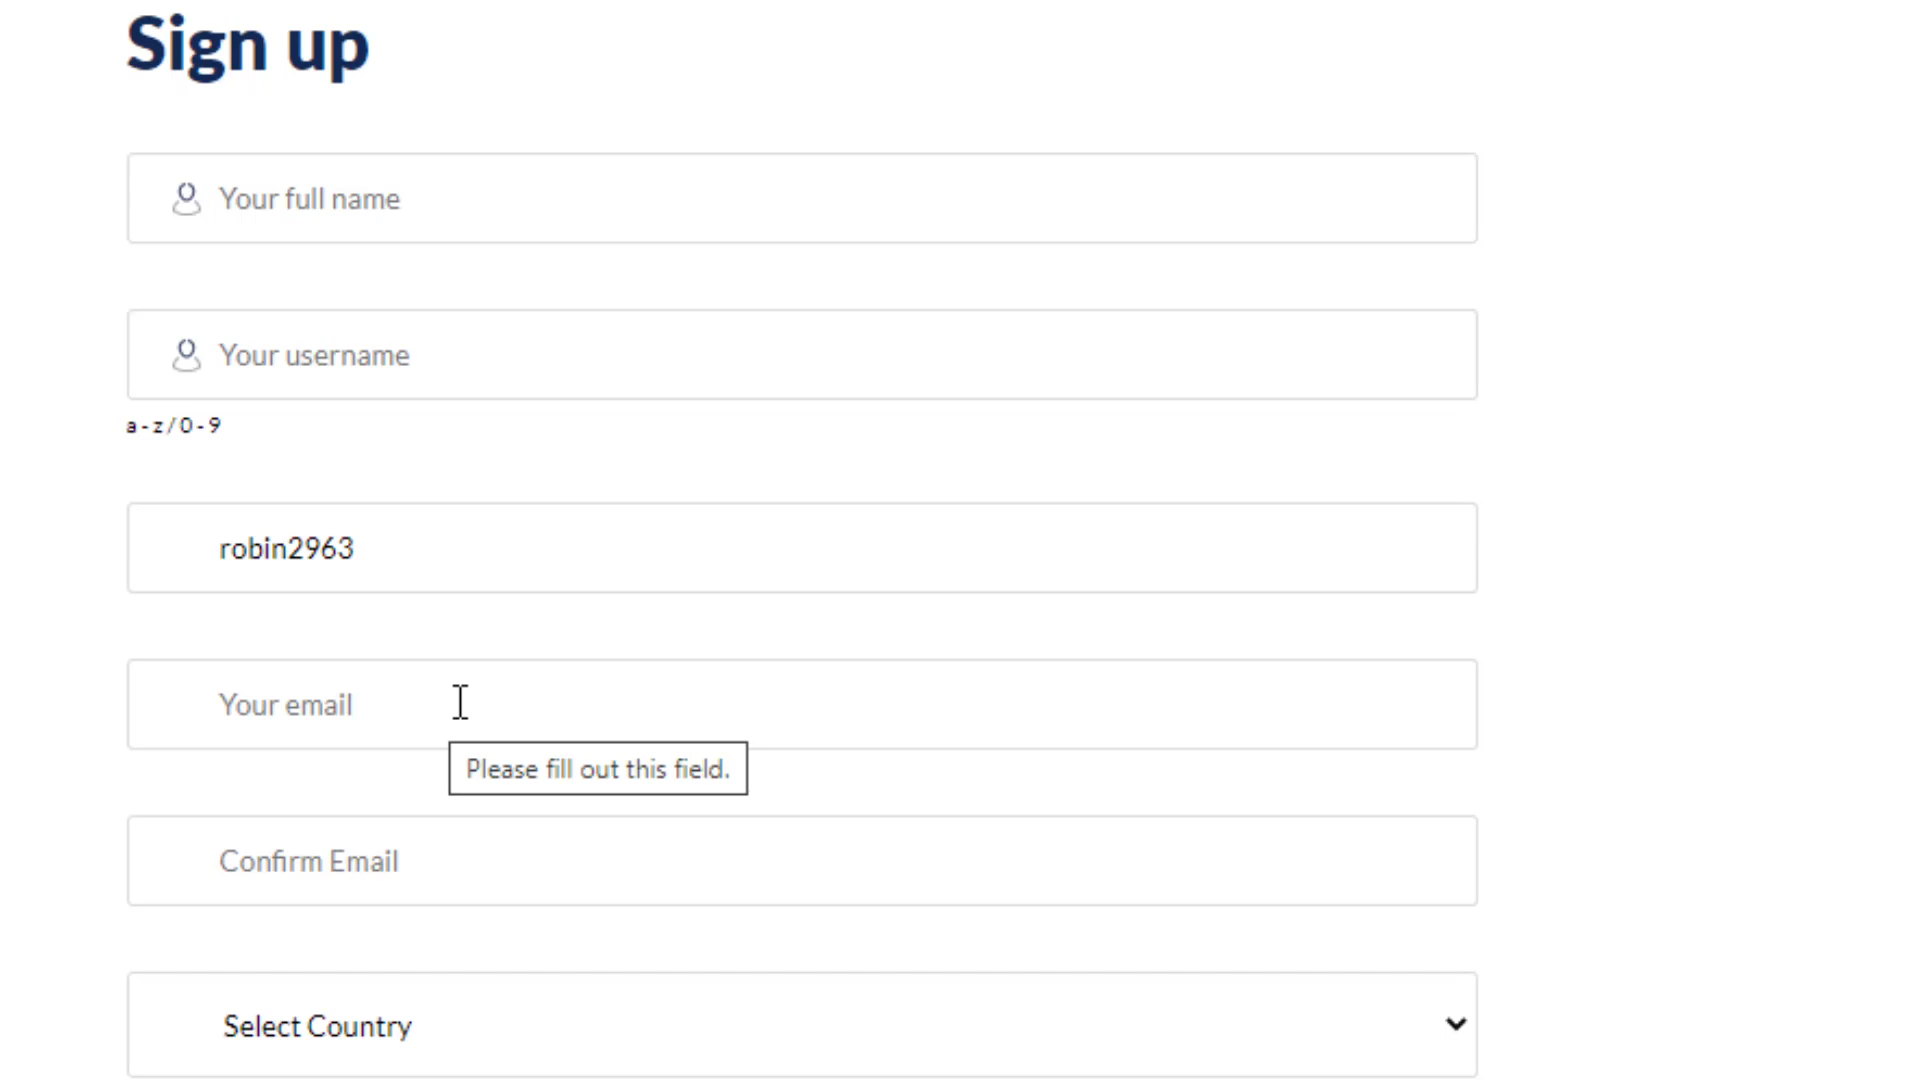 Sign up
Your full name
Your username
a-z/0-9
robin2963
Your email
Please fill out this field.
Confirm Email
Select Country